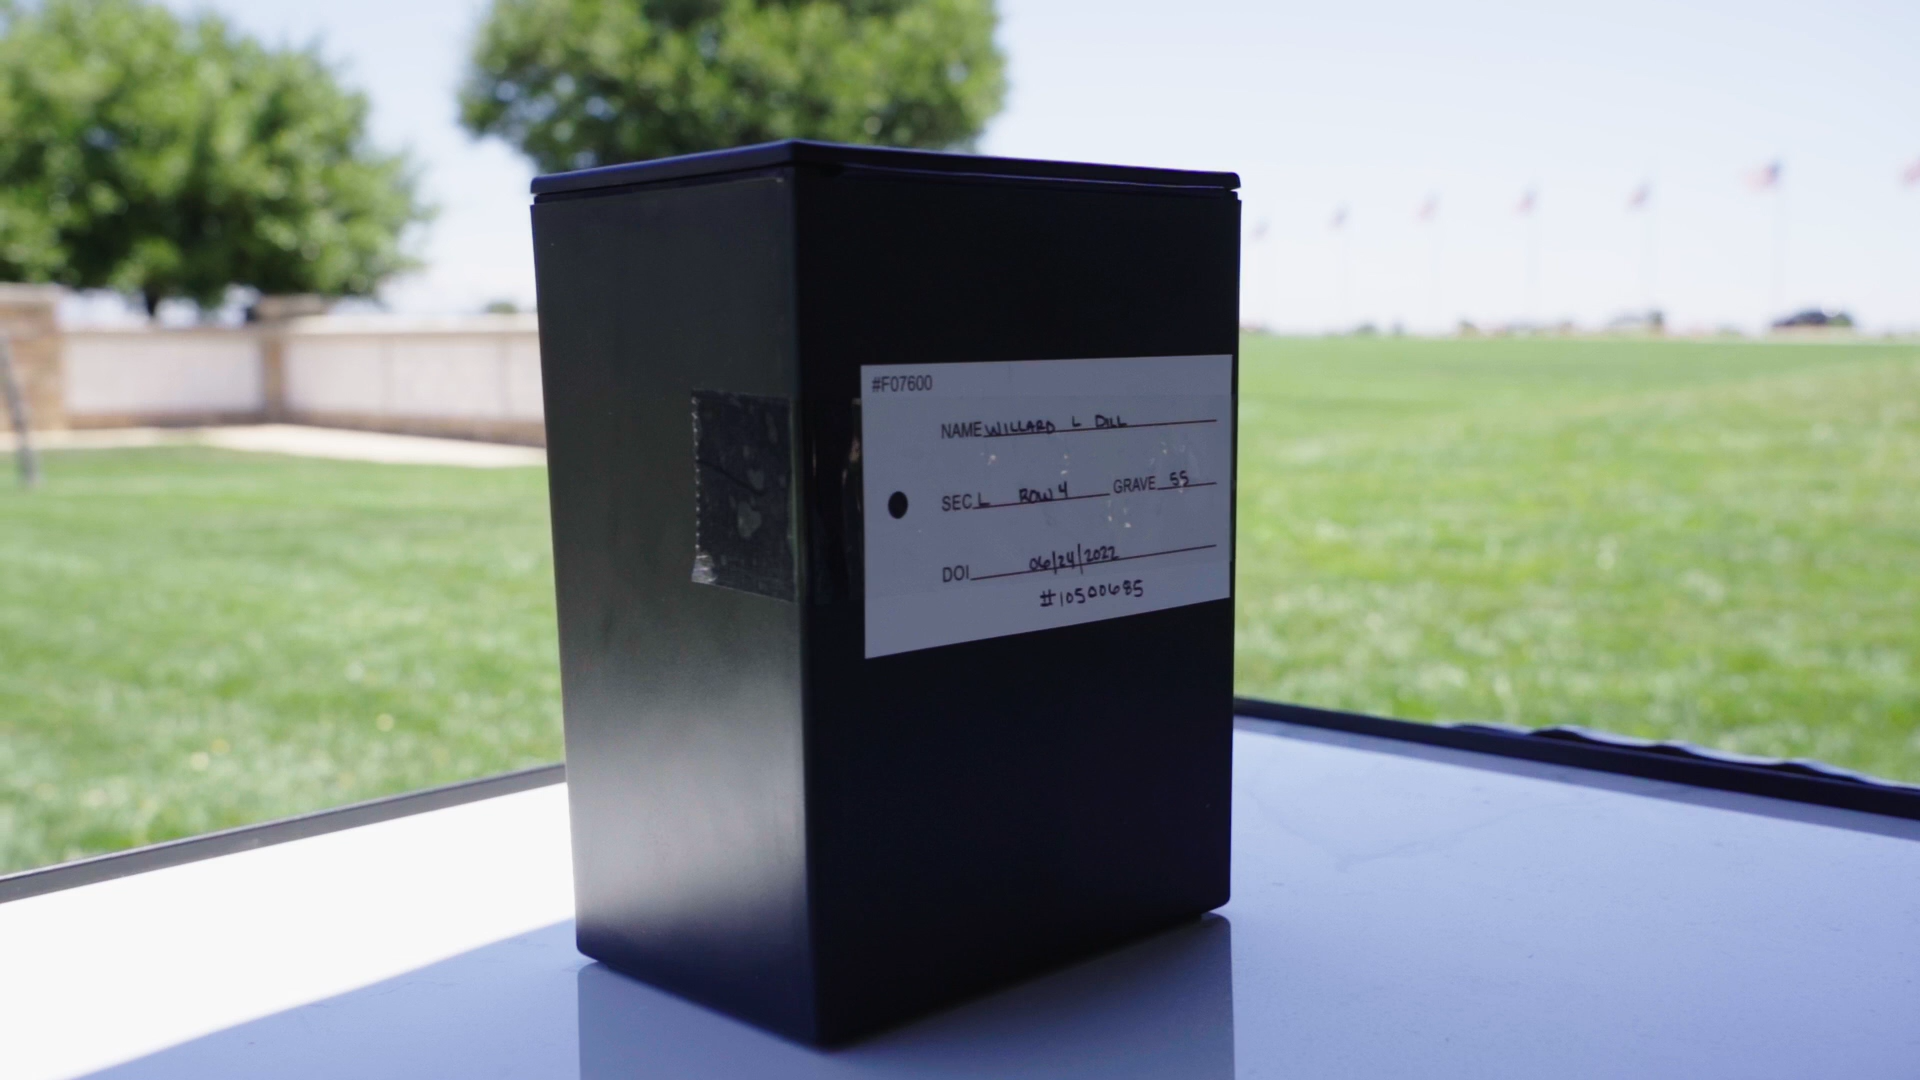 #F07600
NAME WILLARD L DILL
SEC L ROW 4 GRAVE 55
DOI 06/24/2022
#10500685